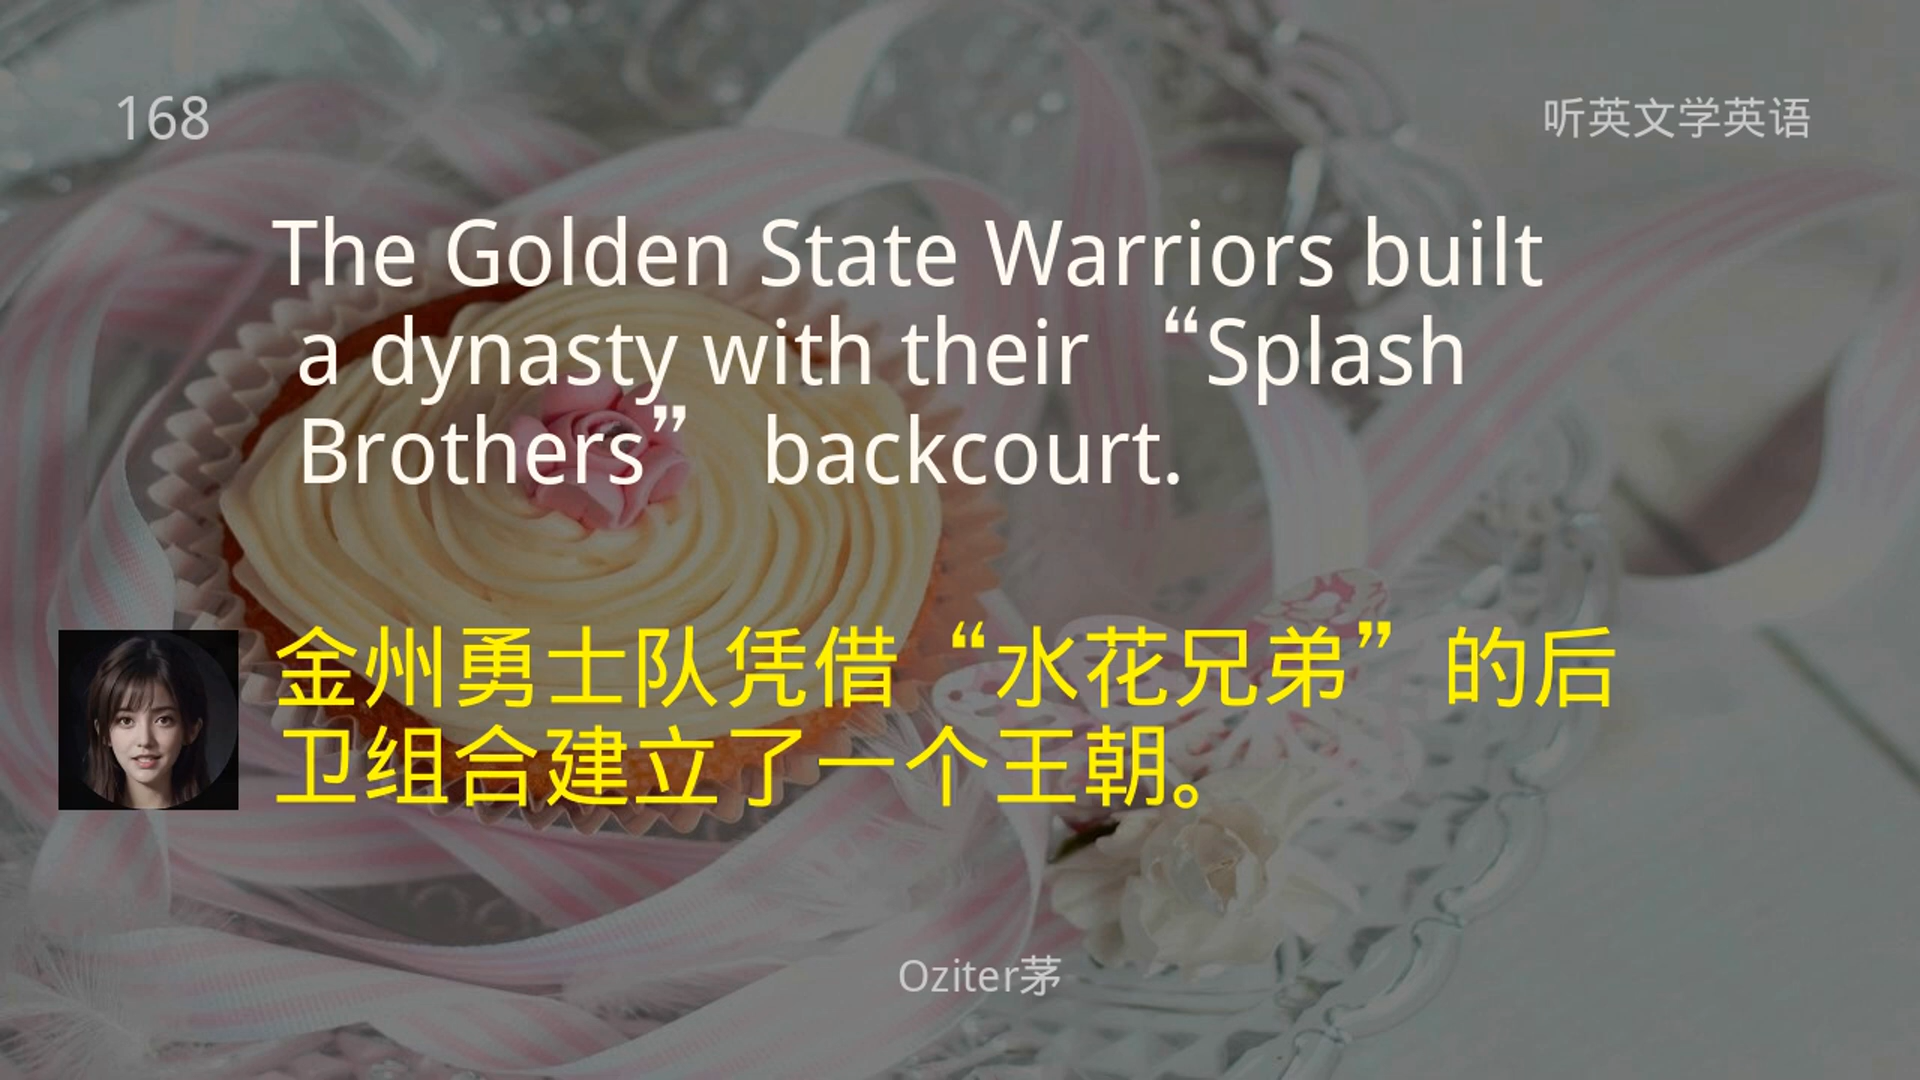 168
听英文学英语
The Golden State Warriors built
a dynasty with their “Splash
Brothers” backcourt.
金州勇士队凭借“水花兄弟”的后
卫组合建立了一个王朝。
Oziter茅